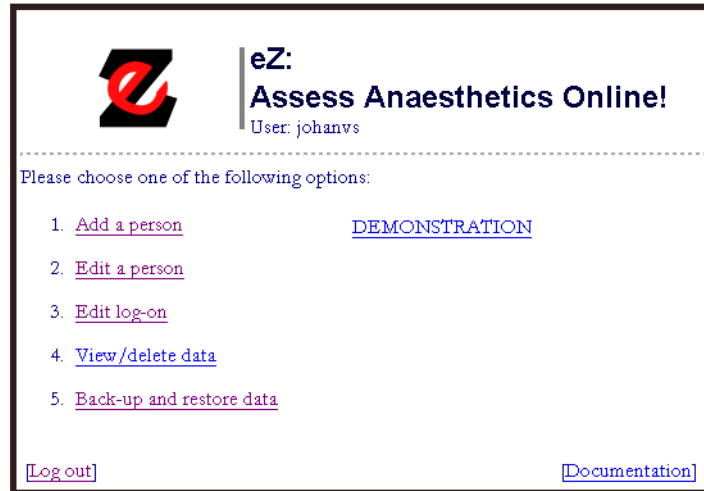 eZ:
Assess Anaesthetics Online!
User: johanvs
Please choose one of the following options:
1. Add a person
DEMONSTRATION
2. Edit a person
3. Edit log-on
4. View/delete data
5. Back-up and restore data
[Log out]
[Documentation]